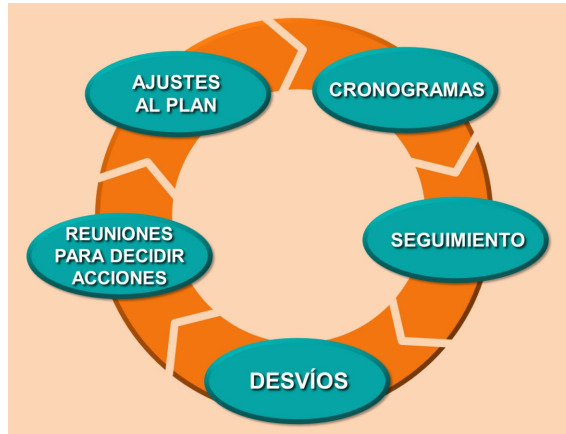 AJUSTES
AL PLAN
CRONOGRAMAS
SEGUIMIENTO
DESVÍOS
REUNIONES
PARA DECIDIR
ACCIONES